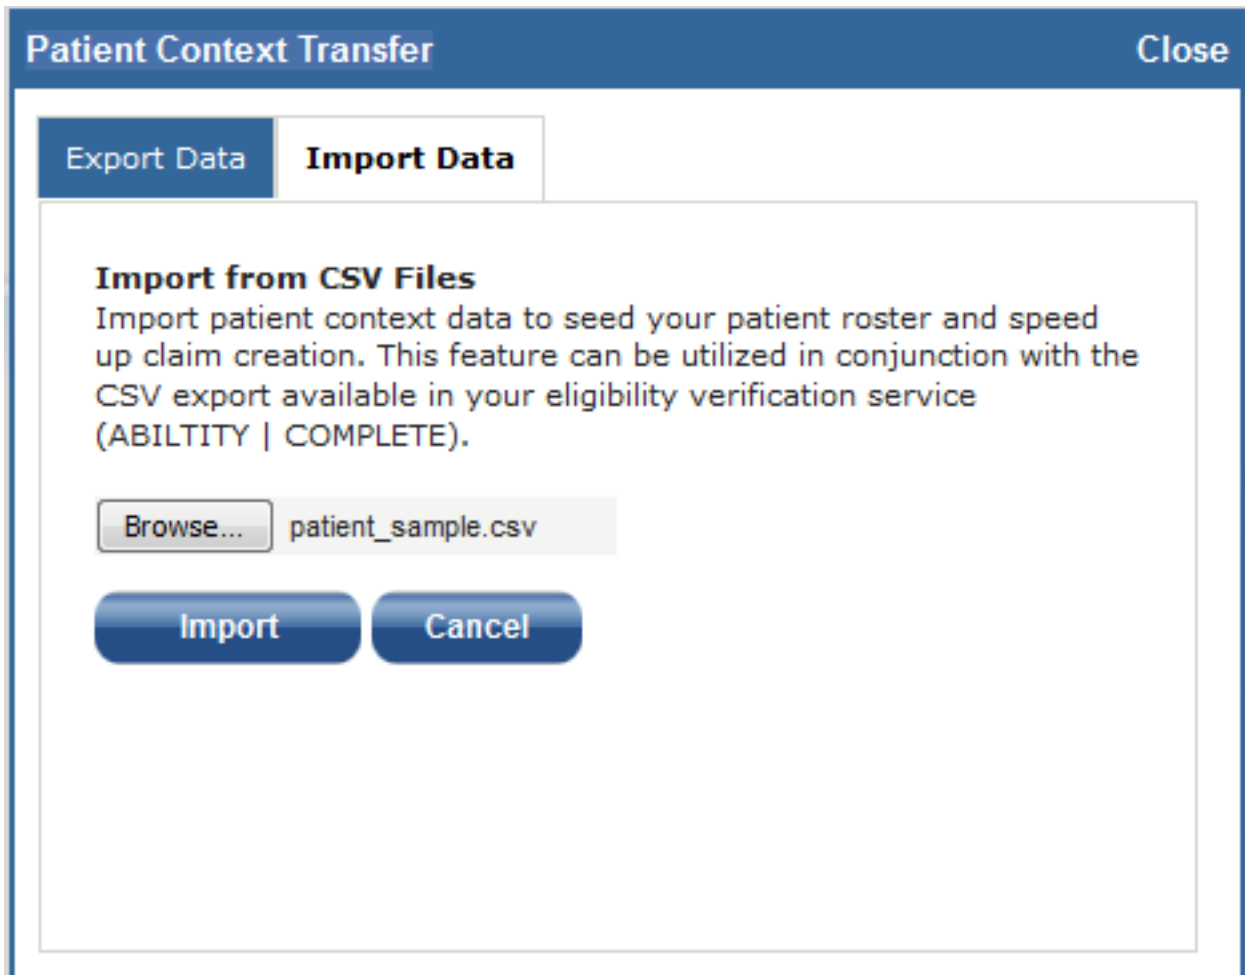 Patient Context Transfer
Close
Export Data
Import Data
Import from CSV Files
Import patient context data to seed your patient roster and speed
up claim creation. This feature can be utilized in conjunction with the
CSV export available in your eligibility verification service
(ABILTITY | COMPLETE).
Browse... patient_sample.csv
Import
Cancel